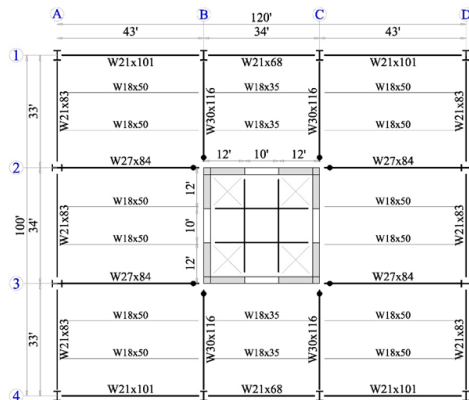 A B C D
120'
43' 34' 43'
1
W21x101 W21x68 W21x101
W18x50 W18x35 W18x50
33' W21x83 W30x116 W30x116 W21x83
W18x50 W18x35 W18x50
12' 10' 12'
2 W27x84 W27x84
12'
W18x50 W18x50
100' 34' W21x83 10' W21x83
W18x50 W18x50
12'
3 W27x84 W27x84
W18x50 W18x35 W18x50
33' W21x83 W30x116 W30x116 W21x83
W18x50 W18x35 W18x50
4 W21x101 W21x68 W21x101